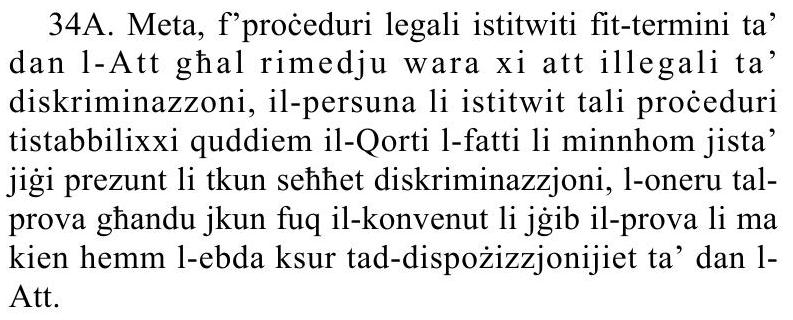 34A. Meta, f’proċeduri legali istitwiti fit-termini ta’
dan l-Att għal rimedju wara xi att illegali ta’
diskriminazzoni, il-persuna li istitwit tali proċeduri
tistabbilixxi quddiem il-Qorti l-fatti li minnhom jista’
jiġi prezunt li tkun seħħet diskriminazzjoni, l-oneru tal-
prova għandu jkun fuq il-konvenut li jġib il-prova li ma
kien hemm l-ebda ksur tad-dispożizzjonijiet ta’ dan l-
Att.